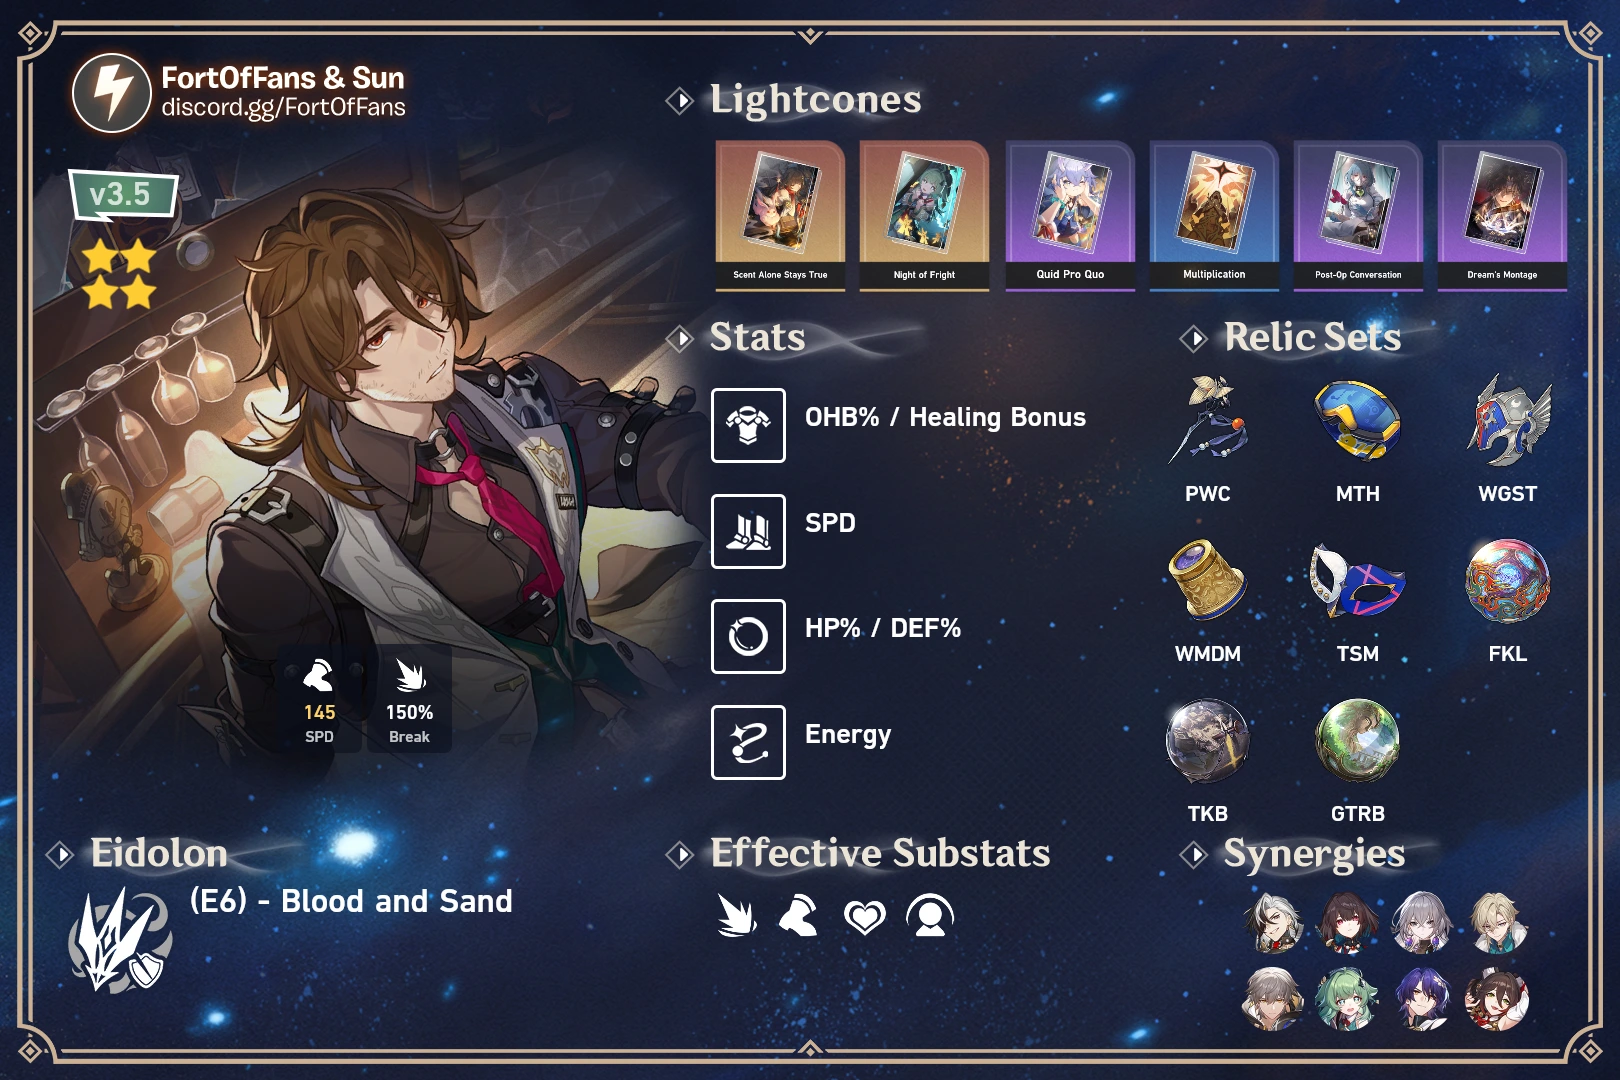 FortOfFans & Sun
discord.gg/FortOfFans
v3.5
145
SPD
150%
Break
Eidolon
(E6) - Blood and Sand
Lightcones
Scent Alone Stays True
Night of Fright
Quid Pro Quo
Multiplication
Post-Op Conversation
Dream's Montage
Stats
OHB% / Healing Bonus
SPD
HP% / DEF%
Energy
Relic Sets
PWC
MTH
WGST
WMDM
TSM
FKL
TKB
GTRB
Effective Substats
Synergies